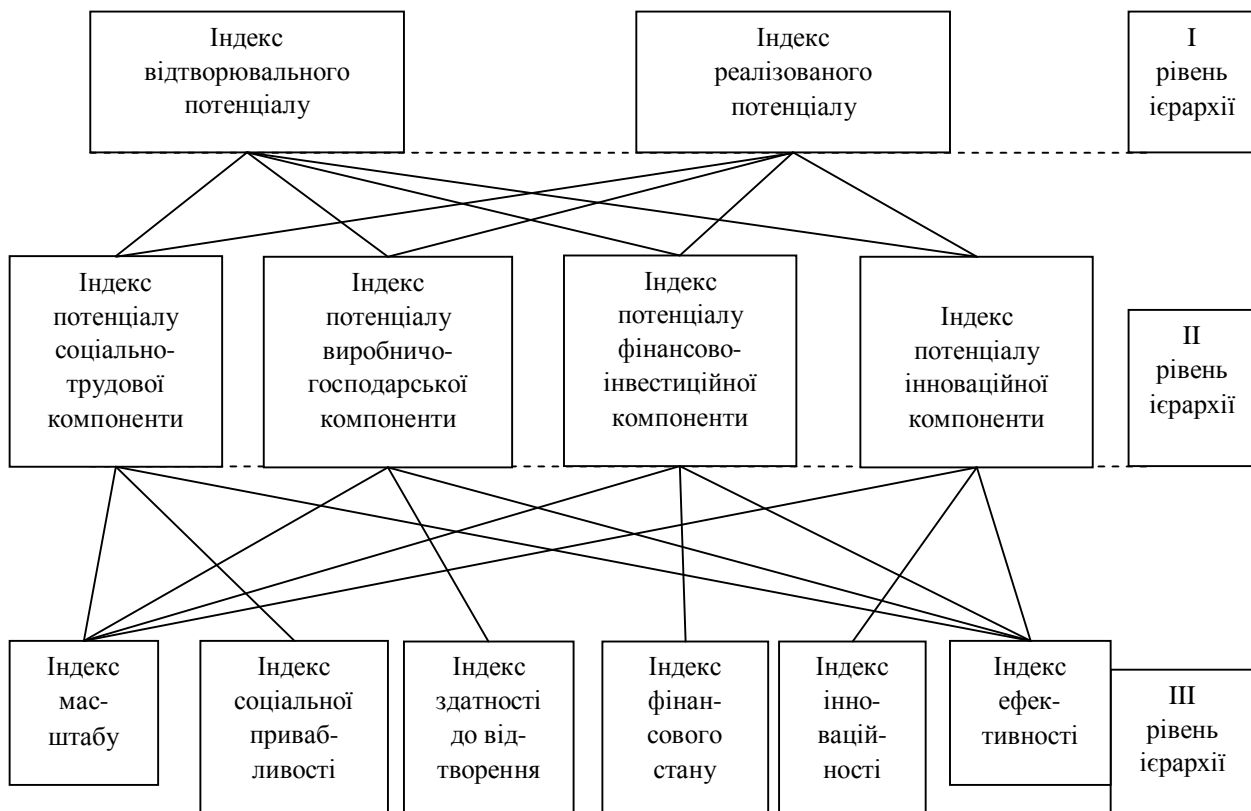 Індекс
відтворювального
потенціалу
Індекс
реалізованого
потенціалу
І
рівень
ієрархії
Індекс
потенціалу
соціально-
трудової
компоненти
Індекс
потенціалу
виробничо-
господарської
компоненти
Індекс
потенціалу
фінансово-
інвестиційної
компоненти
Індекс
потенціалу
інноваційної
компоненти
ІІ
рівень
ієрархії
Індекс
мас-
штабу
Індекс
соціальної
приваб-
ливості
Індекс
здатності
до від-
творення
Індекс
фінан-
сового
стану
Індекс
інно-
вацій-
ності
Індекс
ефек-
тивності
ІІІ
рівень
ієрархії